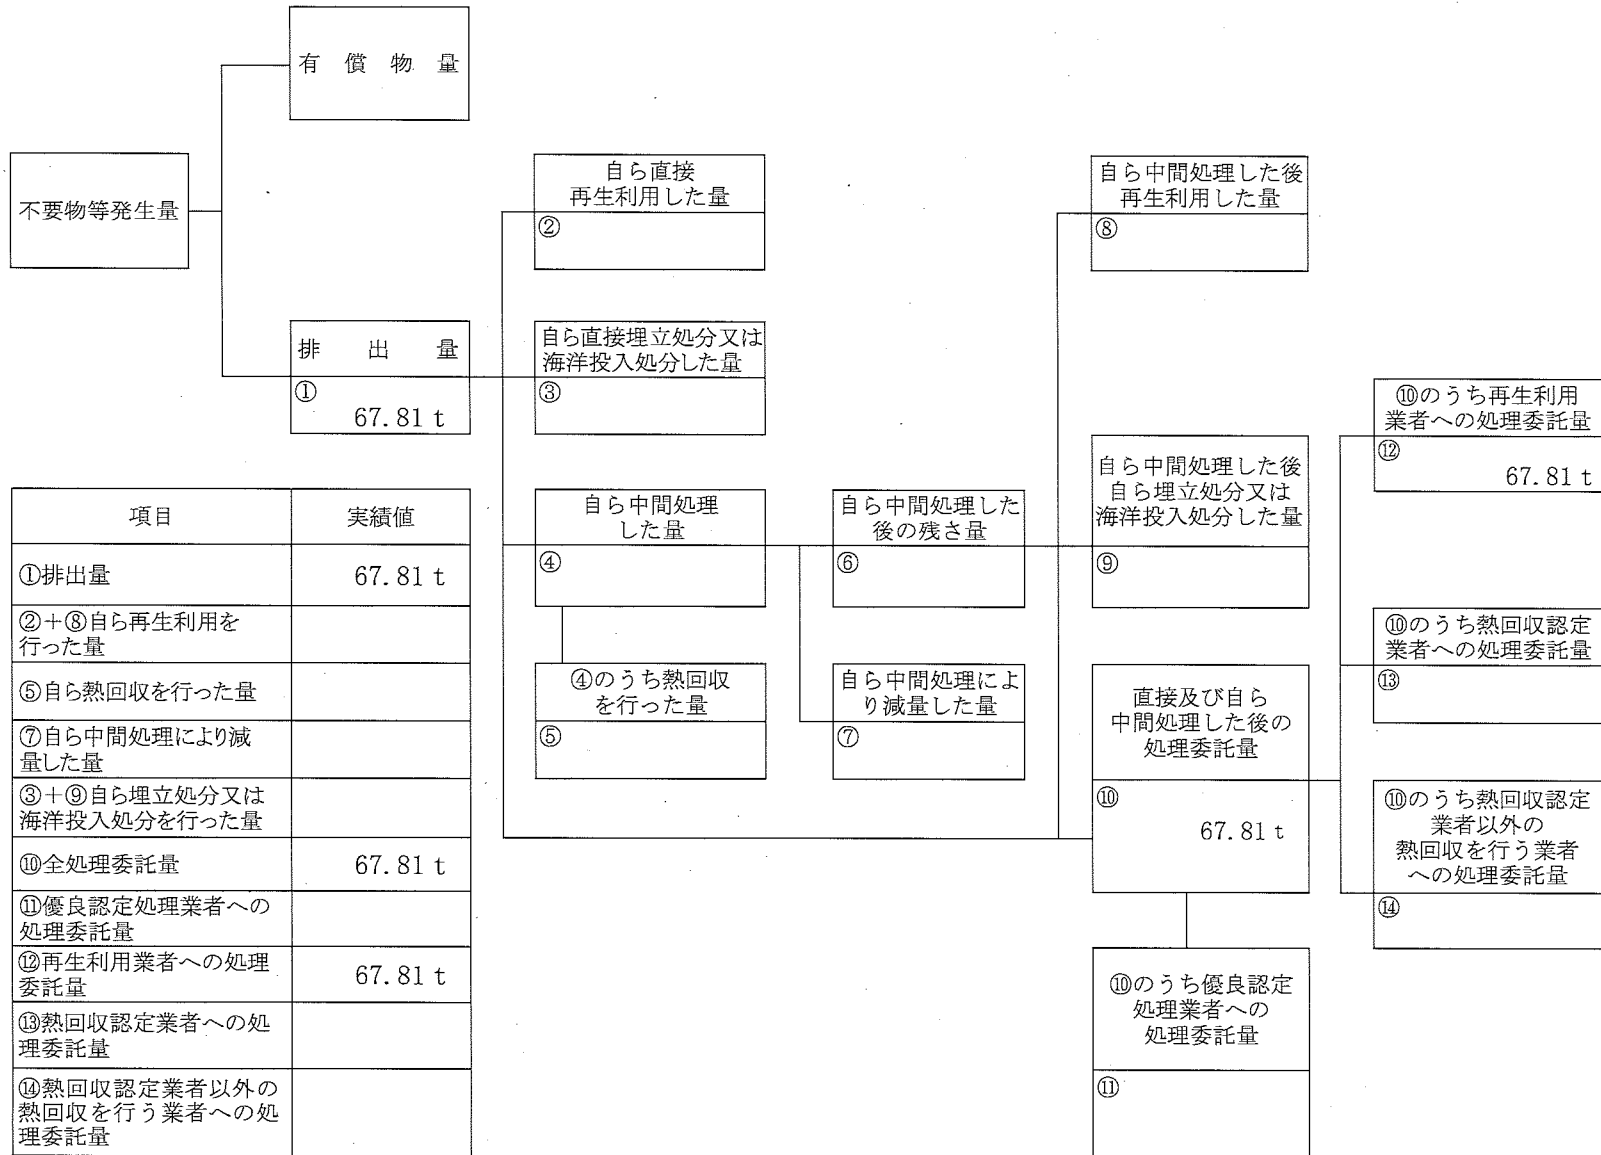 有償物量
不要物等発生量
排出量
①
67.81 t
自ら直接
再生利用した量
②
自ら直接埋立処分又は
海洋投入処分した量
③
自ら中間処理
した量
④
④のうち熱回収
を行った量
⑤
自ら中間処理した
後の残さ量
⑥
自ら中間処理によ
り減量した量
⑦
自ら中間処理した後
再生利用した量
⑧
自ら中間処理した後
自ら埋立処分又は
海洋投入処分した量
⑨
直接及び自ら
中間処理した後の
処理委託量
⑩
67.81 t
⑩のうち優良認定
処理業者への
処理委託量
⑪
⑩のうち再生利用
業者への処理委託量
⑫
67.81 t
⑩のうち熱回収認定
業者への処理委託量
⑬
⑩のうち熱回収認定
業者以外の
熱回収を行う業者
への処理委託量
⑭
項目 実績値
①排出量 67.81 t
②＋⑧自ら再生利用を
行った量
⑤自ら熱回収を行った量
⑦自ら中間処理により減
量した量
③＋⑨自ら埋立処分又は
海洋投入処分を行った量
⑩全処理委託量 67.81 t
⑪優良認定処理業者への
処理委託量
⑫再生利用業者への処理
委託量 67.81 t
⑬熱回収認定業者への処
理委託量
⑭熱回収認定業者以外の
熱回収を行う業者への処
理委託量